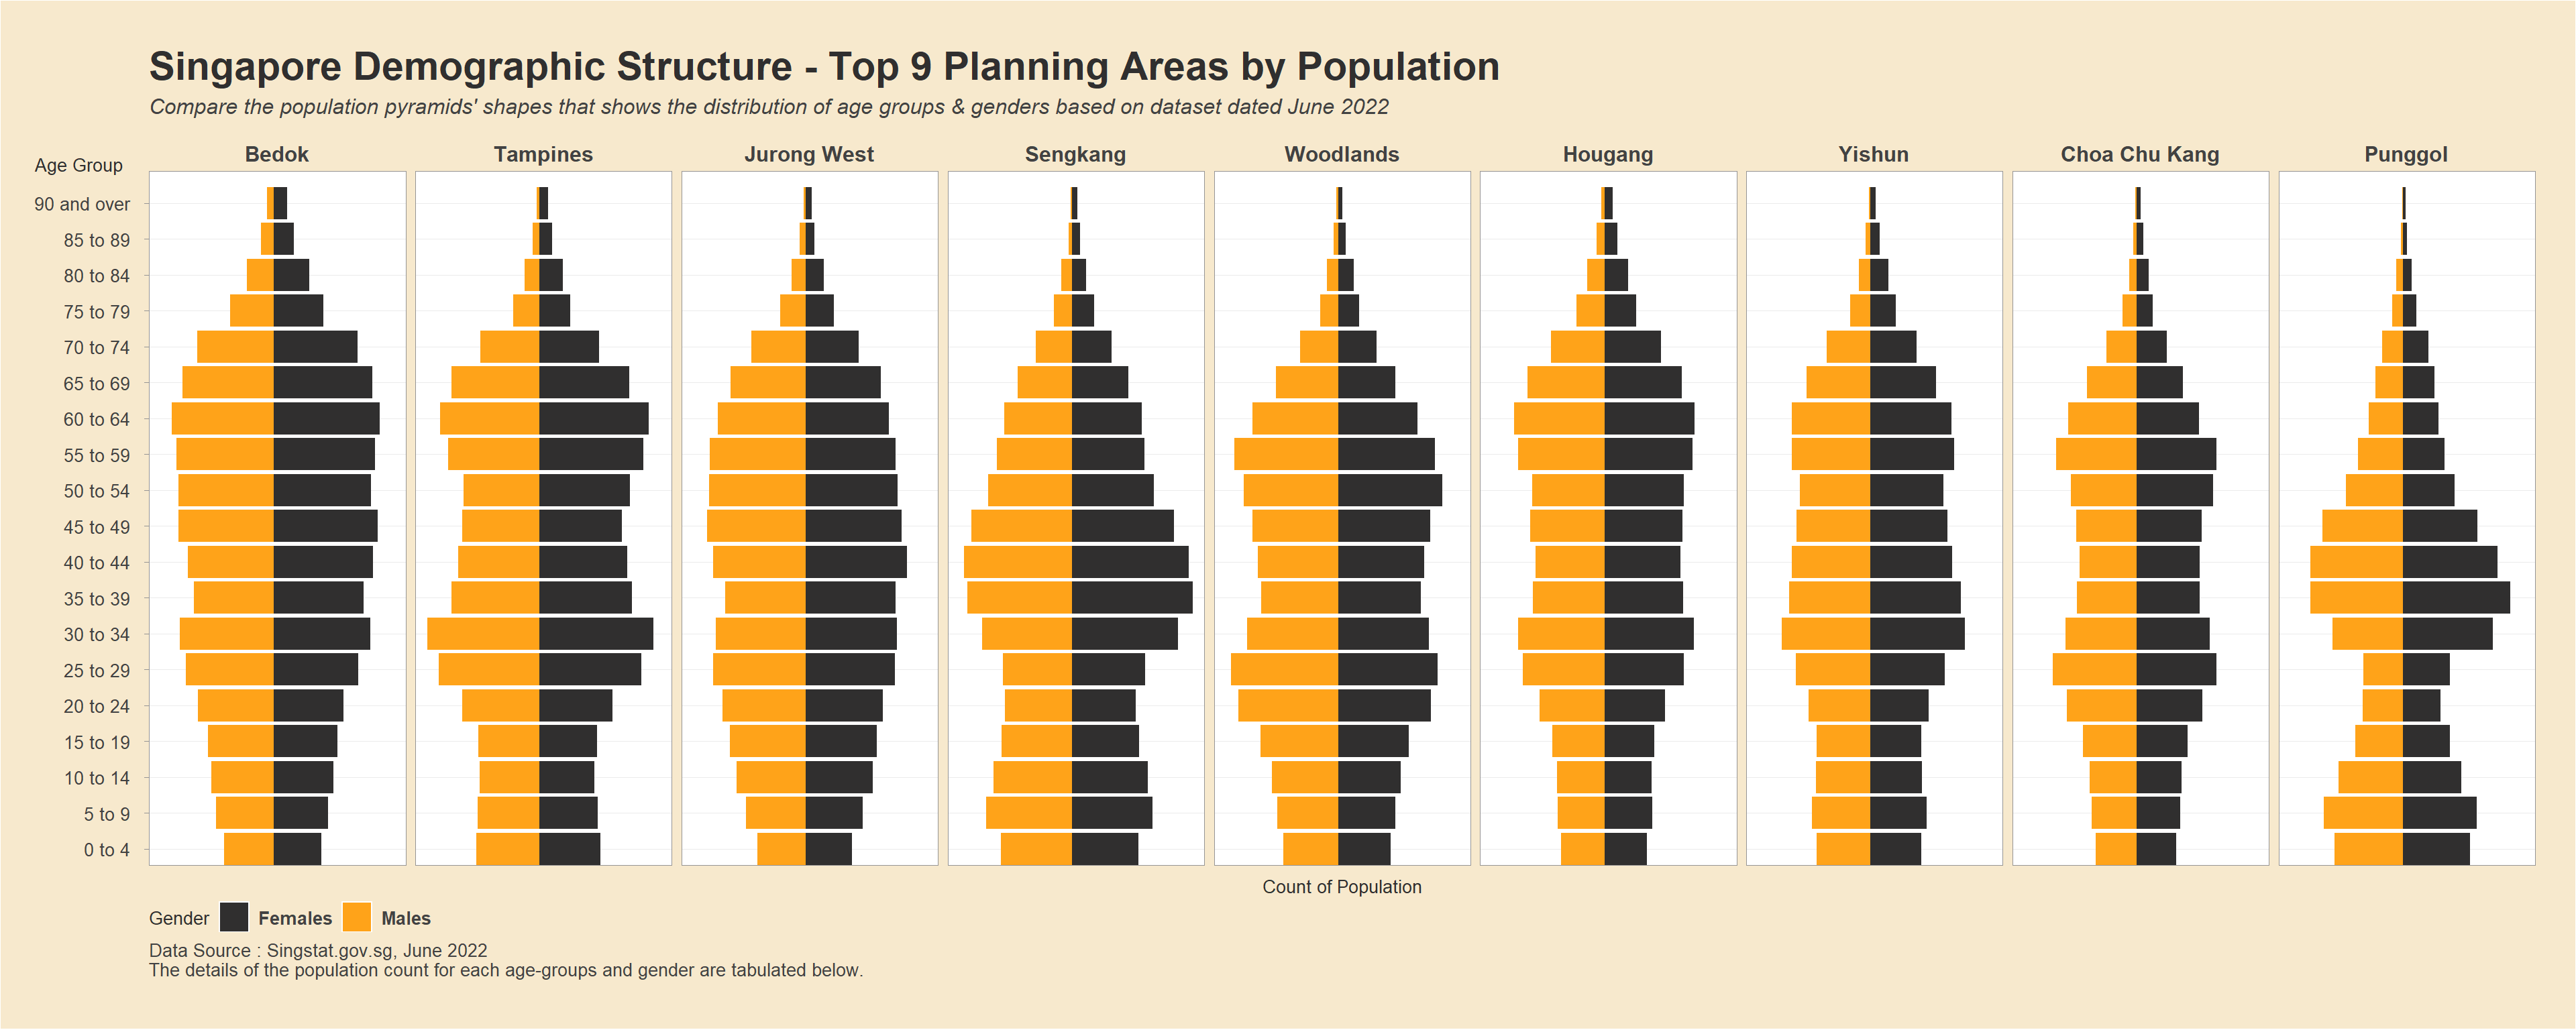 Singapore Demographic Structure - Top 9 Planning Areas by Population
Compare the population pyramids' shapes that shows the distribution of age groups & genders based on dataset dated June 2022
Age Group
Bedok
Tampines
Jurong West
Sengkang
Woodlands
Hougang
Yishun
Choa Chu Kang
Punggol
90 and over
85 to 89
80 to 84
75 to 79
70 to 74
65 to 69
60 to 64
55 to 59
50 to 54
45 to 49
40 to 44
35 to 39
30 to 34
25 to 29
20 to 24
15 to 19
10 to 14
5 to 9
0 to 4
Count of Population
Gender Females Males
Data Source : Singstat.gov.sg, June 2022
The details of the population count for each age-groups and gender are tabulated below.